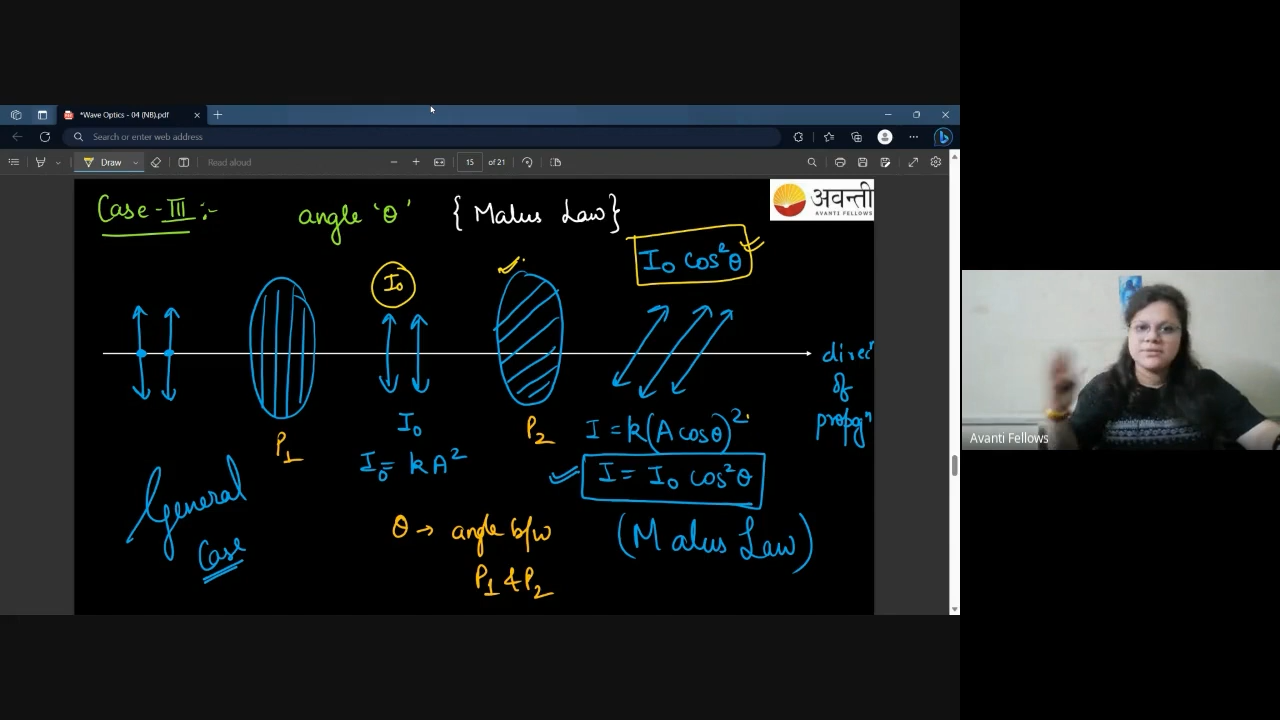 *Wave Optics - 04 (NB).pdf
Search or enter web address
Draw
Read aloud
15 of 21
Case-III :-
angle 'θ'
{Malus Law}
अवन्ती
AVANTI FELLOWS
I₀ cos²θ
I₀
direcⁿ
of
propgⁿ
P₁
I₀
I₀ = kA²
P₂
I = k(A cosθ)²
I = I₀ cos²θ
(Malus Law)
General
Case
θ → angle b/w
P₁ & P₂
Avanti Fellows